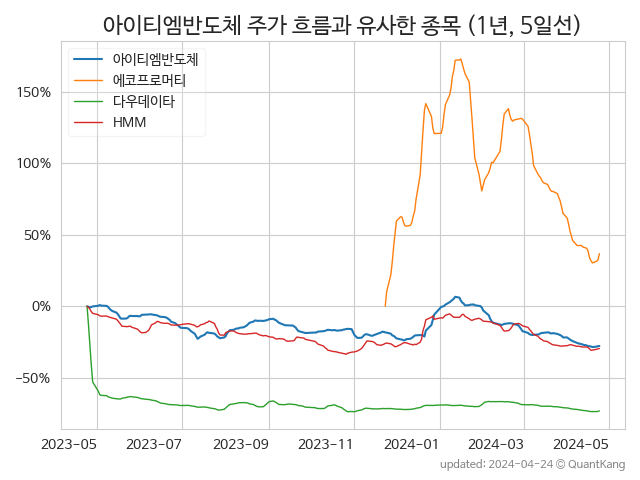 아이티엠반도체 주가 흐름과 유사한 종목 (1년, 5일선)
아이티엠반도체
에코프로머티
다우데이타
HMM
150%
100%
50%
0%
−50%
2023-05 2023-07 2023-09 2023-11 2024-01 2024-03 2024-05
updated: 2024-04-24 © QuantKang